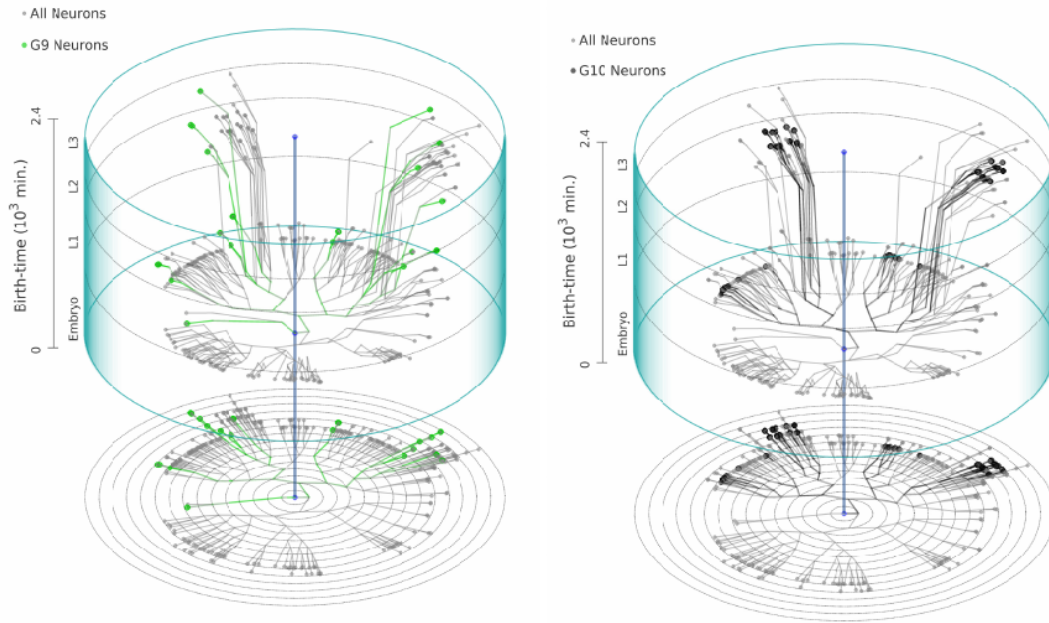 All Neurons
G9 Neurons
2.4
Birth-time (10³ min.)
0
L3
L2
L1
Embryo
All Neurons
G10 Neurons
2.4
Birth-time (10³ min.)
0
L3
L2
L1
Embryo